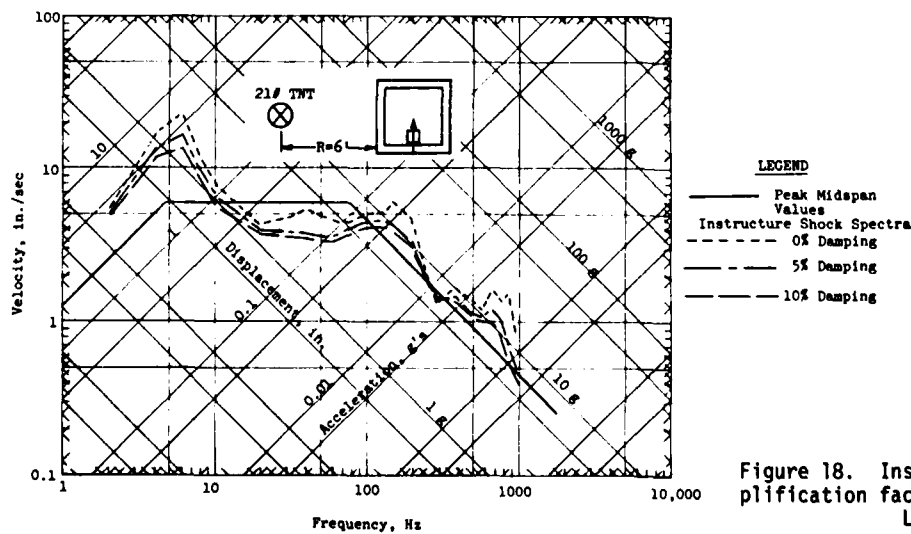 100
10
1
0.1
Velocity, in./sec
1
10
100
1000
10,000
Frequency, Hz
21# TNT
R=6
10
Displacement, in.
0.1
0.01
Acceleration, g's
1000 g
100 g
10 g
1 g
LEGEND
Peak Midspan
Values
Instructure Shock Spectra
0% Damping
5% Damping
10% Damping
Figure 18. Ins
plification fac
L